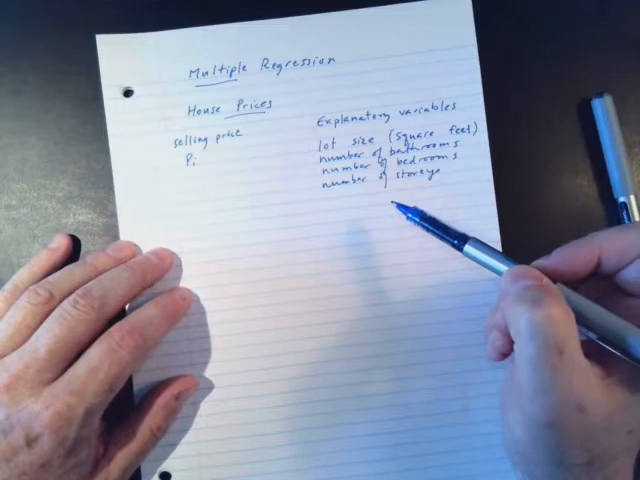 Multiple Regression
House Prices
selling price
Pi
Explanatory variables
lot size (square feet)
number of bathrooms
number of bedrooms
number of storeys